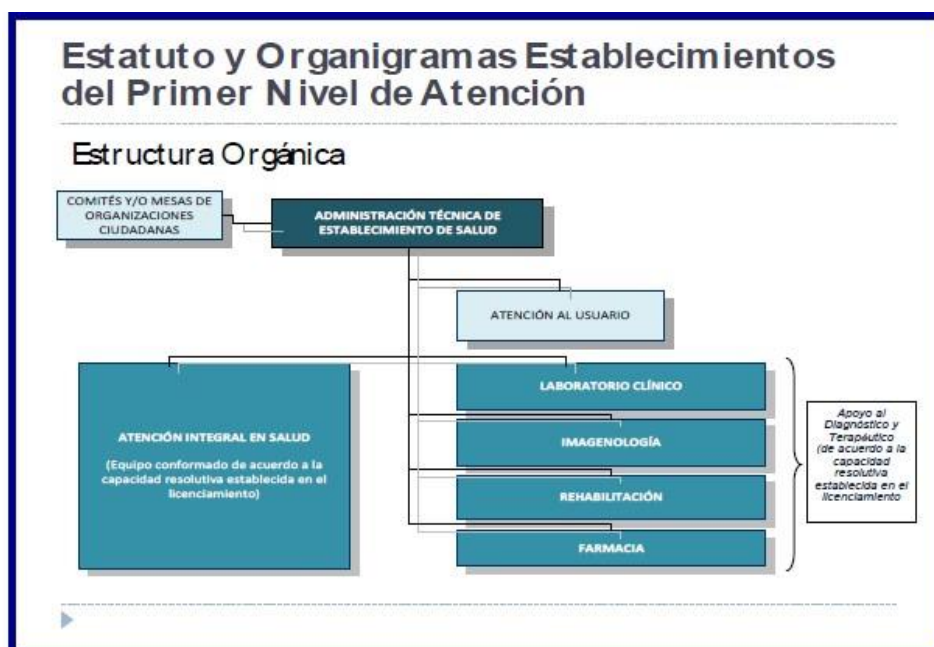 Estatuto y Organigramas Establecimientos
del Primer Nivel de Atención
Estructura Orgánica
COMITÉS Y/O MESAS DE
ORGANIZACIONES
CIUDADANAS
ADMINISTRACIÓN TÉCNICA DE
ESTABLECIMIENTO DE SALUD
ATENCIÓN AL USUARIO
ATENCIÓN INTEGRAL EN SALUD
(Equipo conformado de acuerdo a la
capacidad resolutiva establecida en el
licenciamiento)
LABORATORIO CLÍNICO
IMAGENOLOGÍA
REHABILITACIÓN
FARMACIA
Apoyo al
Diagnóstico y
Terapéutico
(de acuerdo a la
capacidad
resolutiva
establecida en el
licenciamiento